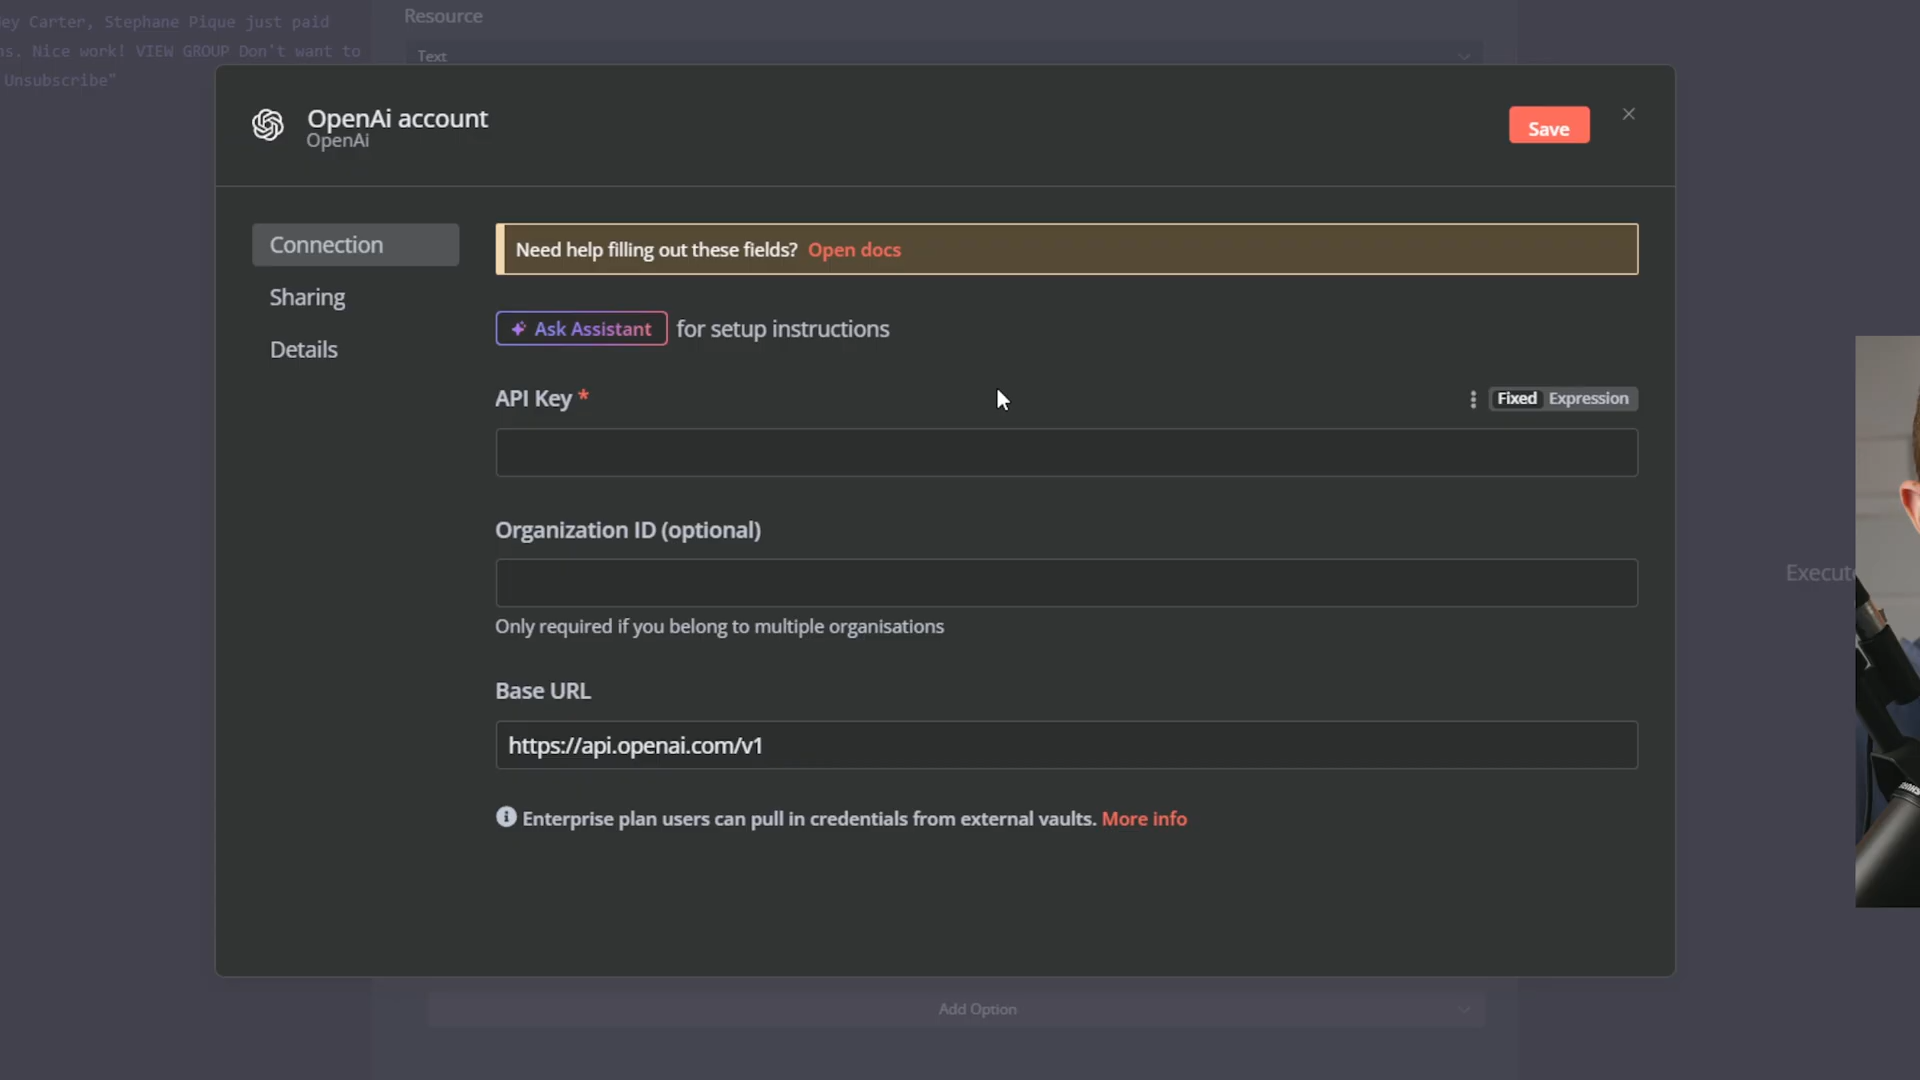 ey Carter, Stephane Pique just paid
ns. Nice work! VIEW GROUP Don't want to
Unsubscribe"
Resource
Text
OpenAi account
OpenAi
Save
Connection
Sharing
Details
Need help filling out these fields? Open docs
Ask Assistant for setup instructions
API Key *
Fixed Expression
Organization ID (optional)
Only required if you belong to multiple organisations
Base URL
https://api.openai.com/v1
Enterprise plan users can pull in credentials from external vaults. More info
Execute
Add Option